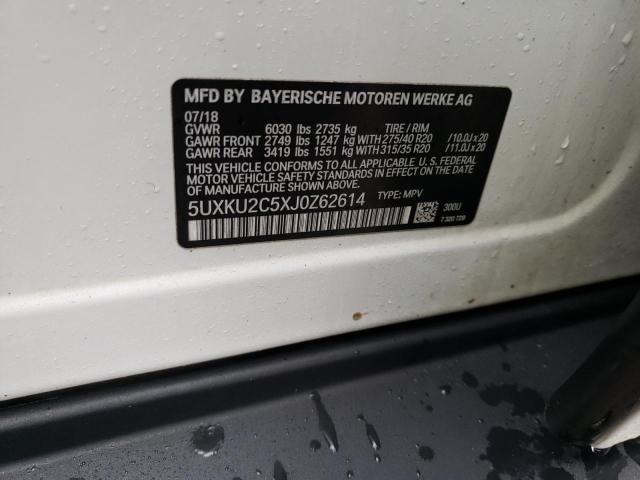 MFD BY BAYERISCHE MOTOREN WERKE AG
07/18
GVWR 6030 lbs 2735 kg TIRE / RIM
GAWR FRONT 2749 lbs 1247 kg WITH 275/40 R20 /10.0J x 20
GAWR REAR 3419 lbs 1551 kg WITH 315/35 R20 /11.0J x 20
THIS VEHICLE CONFORMS TO ALL APPLICABLE U. S. FEDERAL
MOTOR VEHICLE SAFETY STANDARDS IN EFFECT ON THE
DATE OF MANUFACTURE SHOWN ABOVE.
5UXKU2C5XJ0Z62614 TYPE: MPV
300U
7 320 729